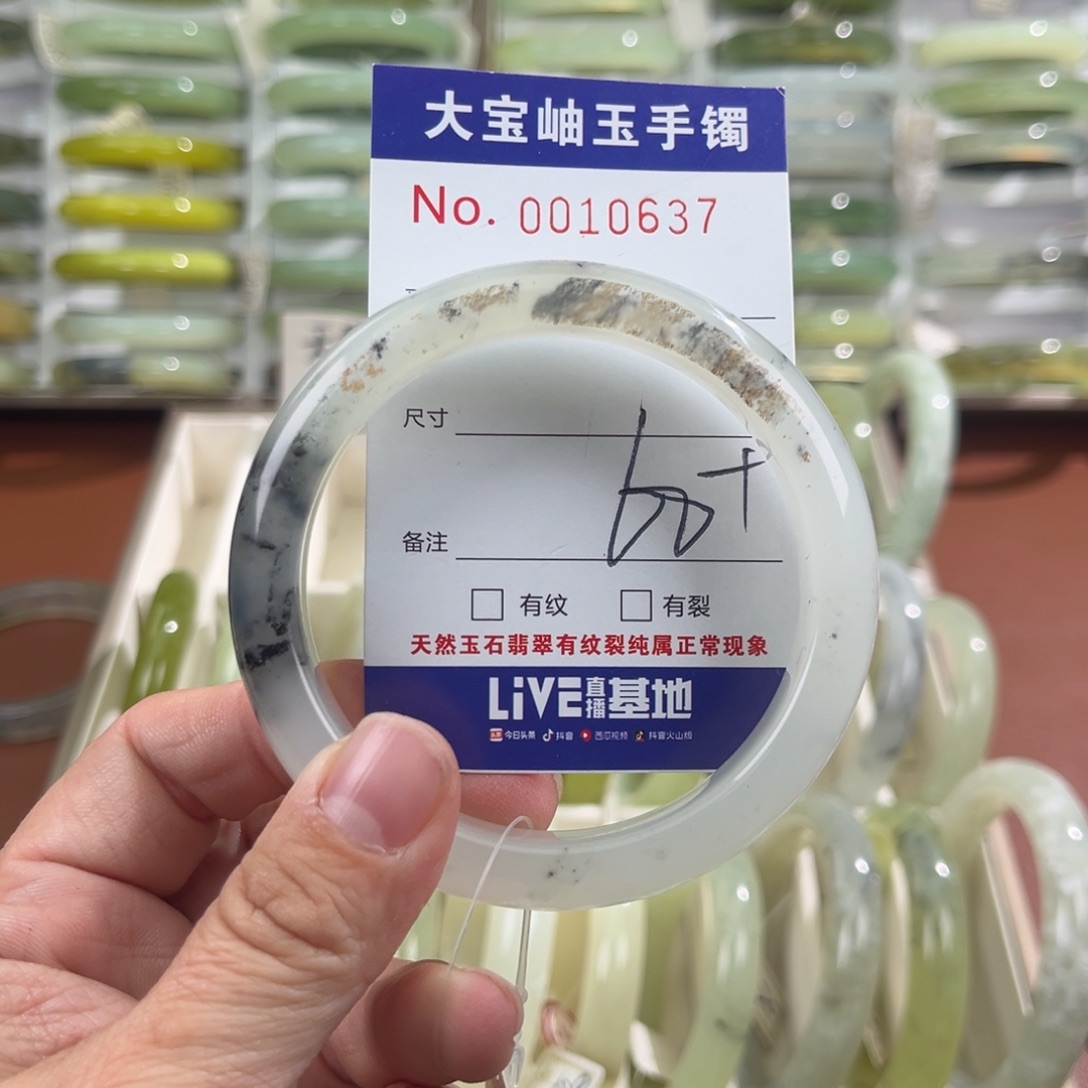 大宝岫玉手镯
No. 0010637
尺寸
60+
备注
有纹
有裂
天然玉石翡翠有纹裂纯属正常现象
LiVE直播基地
头条 今日头条 抖音 西瓜视频 抖音火山版